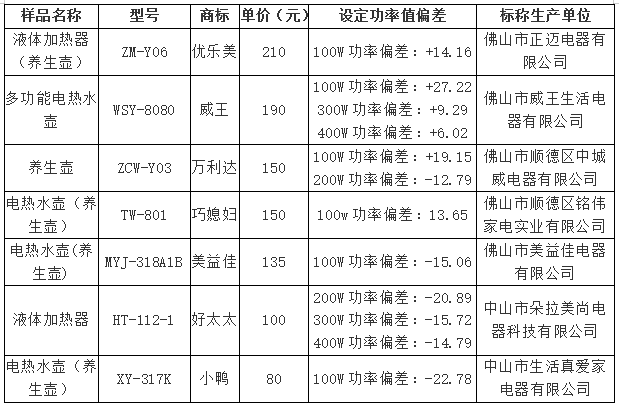 样品名称 型号 商标 单价（元） 设定功率值偏差 标称生产单位
液体加热器（养生壶） ZM-Y06 优乐美 210 100W 功率偏差：+14.16 佛山市正迈电器有限公司
多功能电热水壶 WSY-8080 威王 190 100W 功率偏差：+27.22
300W 功率偏差：+9.29
400W 功率偏差：+6.02 佛山市威王生活电器有限公司
养生壶 ZCW-Y03 万利达 150 100W 功率偏差：+19.15
200W 功率偏差：-12.79 佛山市顺德区中城威电器有限公司
电热水壶（养生壶） TW-801 巧媳妇 150 100w 功率偏差：13.65 佛山市顺德区铭伟家电实业有限公司
电热水壶(养生壶) MYJ-318A1B 美益佳 135 100W 功率偏差：-15.06 佛山市美益佳电器有限公司
液体加热器 HT-112-1 好太太 100 200W 功率偏差：-20.89
300W 功率偏差：-15.72
400W 功率偏差：-14.79 中山市朵拉美尚电器科技有限公司
电热水壶（养生壶） XY-317K 小鸭 80 100W 功率偏差：-22.78 中山市生活真爱家电器有限公司